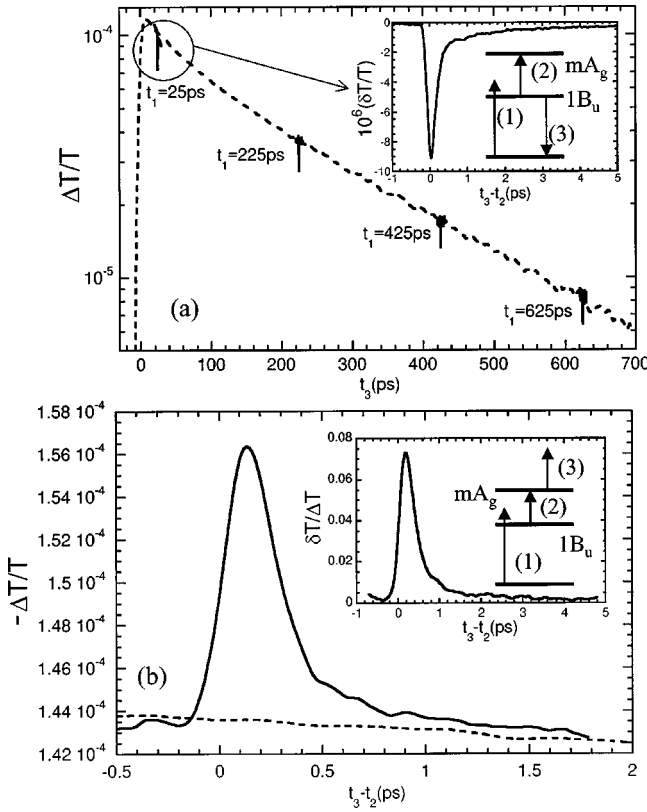 (a)
10⁻⁴
10⁻⁵
ΔT/T
t₁=25ps
t₁=225ps
t₁=425ps
t₁=625ps
0 100 200 300 400 500 600 700
t₃(ps)
0
-2
-4
-6
-8
-10
10⁶(δT/T)
mA_g
(2)
1B_u
(1)
(3)
-1 0 1 2 3 4 5
t₃-t₂(ps)
1.58 10⁻⁴
1.56 10⁻⁴
1.54 10⁻⁴
1.52 10⁻⁴
1.5 10⁻⁴
1.48 10⁻⁴
1.46 10⁻⁴
1.44 10⁻⁴
1.42 10⁻⁴
-ΔT/T
(b)
-0.5 0 0.5 1 1.5 2
t₃-t₂(ps)
0.08
0.06
0.04
0.02
0
δT/ΔT
(3)
mA_g
(2)
1B_u
(1)
-1 0 1 2 3 4 5
t₃-t₂(ps)